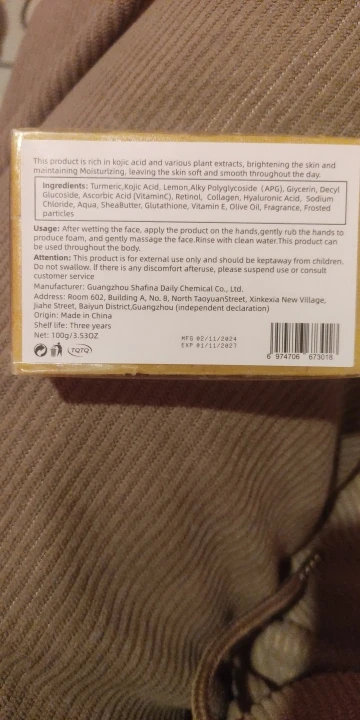 This product is rich in kojic acid and various plant extracts, brightening the skin and
maintaining Moisturizing, leaving the skin soft and smooth throughout the day.
Ingredients: Turmeric,Kojic Acid, Lemon,Alky Polyglycoside (APG), Glycerin, Decyl
Glucoside, Ascorbic Acid (VitaminC), Retinol, Collagen, Hyaluronic Acid, Sodium
Chloride, Aqua, SheaButter, Glutathione, Vitamin E, Olive Oil, Fragrance, Frosted
particles
Usage: After wetting the face, apply the product on the hands,gently rub the hands to
produce foam, and gently massage the face.Rinse with clean water.This product can
be used throughout the body.
Attention: This product is for external use only and should be keptaway from children.
Do not swallow. If there is any discomfort afteruse, please suspend use or consult
customer service
Manufacturer: Guangzhou Shafina Daily Chemical Co., Ltd.
Address: Room 602, Building A, No. 8, North TaoyuanStreet, Xinkexia New Village,
Jiahe Street, Baiyun District,Guangzhou (independent declaration)
Origin: Made in China
Shelf life: Three years
Net: 100g/3.53OZ
TQTQ
MFG 02/11/2024
EXP 01/11/2027
6 974706 673018